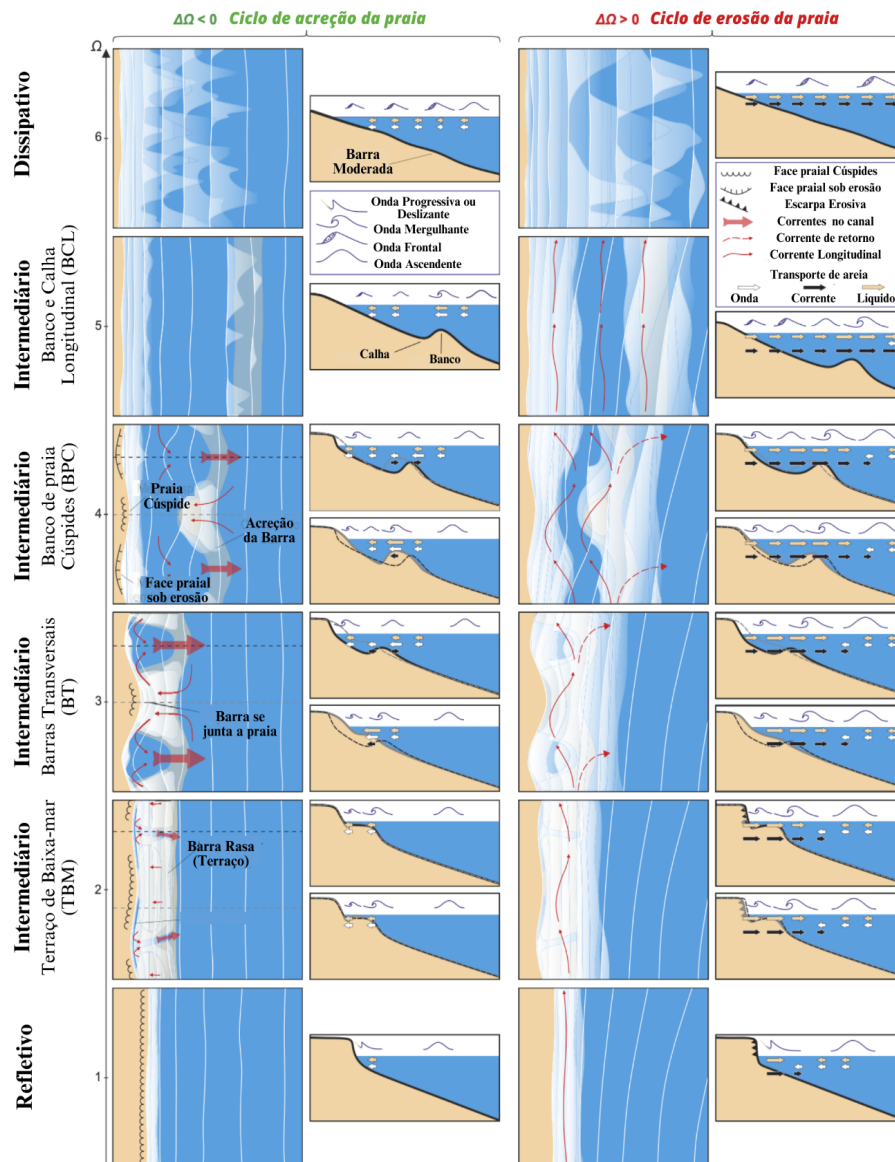 ΔΩ < 0 Ciclo de acreção da praia
ΔΩ > 0 Ciclo de erosão da praia
Ω
Dissipativo
6
Barra
Moderada
Onda Progressiva ou
Deslizante
Onda Mergulhante
Onda Frontal
Onda Ascendente
Face praial Cúspides
Face praial sob erosão
Escarpa Erosiva
Correntes no canal
Corrente de retorno
Corrente Longitudinal
Transporte de areia
Onda Corrente Liquido
Intermediário
Banco e Calha
Longitudinal (BCL)
5
Calha
Banco
Intermediário
Banco de praia
Cúspides (BPC)
4
Praia
Cúspide
Acreção
da Barra
Face praial
sob erosão
Intermediário
Barras Transversais
(BT)
3
Barra se
junta a praia
Intermediário
Terraço de Baixa-mar
(TBM)
2
Barra Rasa
(Terraço)
Refletivo
1